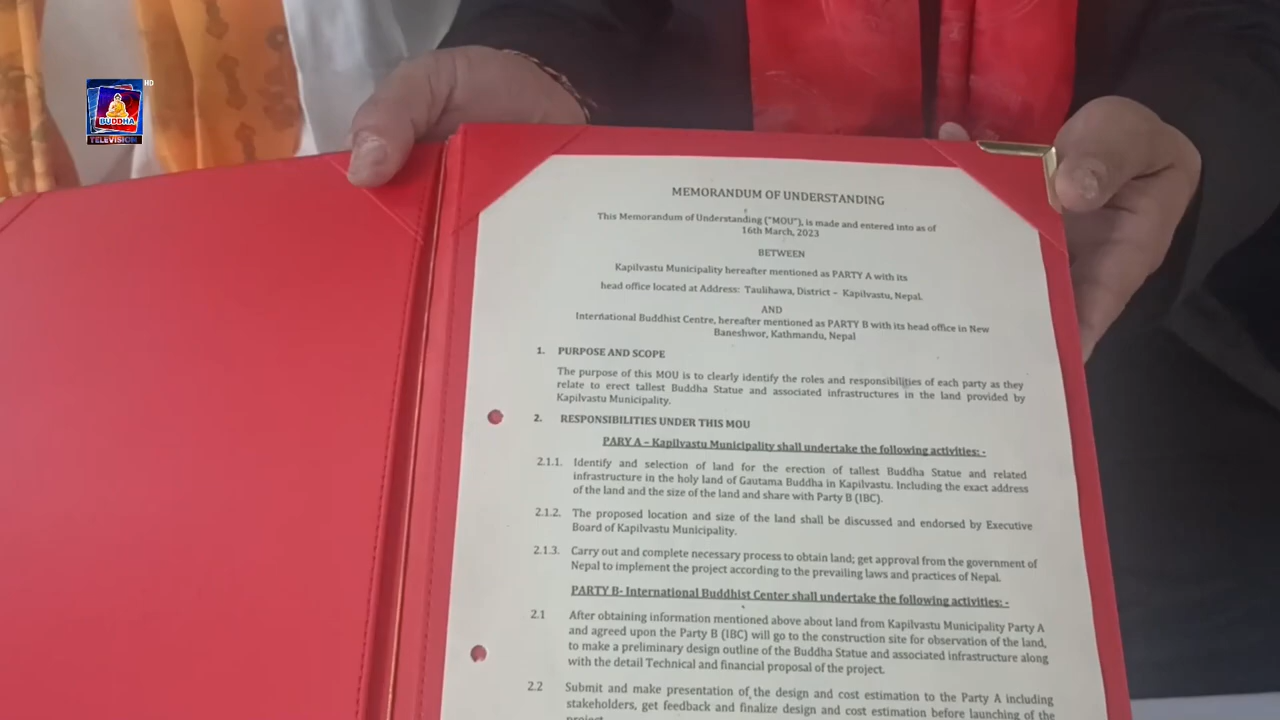 HD
BUDDHA
TELEVISION
MEMORANDUM OF UNDERSTANDING
This Memorandum of Understanding ("MOU"), is made and entered into as of
16th March, 2023
BETWEEN
Kapilvastu Municipality hereafter mentioned as PARTY A with its
head office located at Address: Taulihawa, District – Kapilvastu, Nepal.
AND
International Buddhist Centre, hereafter mentioned as PARTY B with its head office in New
Baneshwor, Kathmandu, Nepal
1. PURPOSE AND SCOPE
The purpose of this MOU is to clearly identify the roles and responsibilities of each party as they
relate to erect tallest Buddha Statue and associated infrastructures in the land provided by
Kapilvastu Municipality.
2. RESPONSIBILITIES UNDER THIS MOU
PARY A – Kapilvastu Municipality shall undertake the following activities: -
2.1.1. Identify and selection of land for the erection of tallest Buddha Statue and related
infrastructure in the holy land of Gautama Buddha in Kapilvastu. Including the exact address
of the land and the size of the land and share with Party B (IBC).
2.1.2. The proposed location and size of the land shall be discussed and endorsed by Executive
Board of Kapilvastu Municipality.
2.1.3. Carry out and complete necessary process to obtain land; get approval from the government of
Nepal to implement the project according to the prevailing laws and practices of Nepal.
PARTY B- International Buddhist Center shall undertake the following activities: -
2.1 After obtaining information mentioned above about land from Kapilvastu Municipality Party A
and agreed upon the Party B (IBC) will go to the construction site for observation of the land,
to make a preliminary design outline of the Buddha Statue and associated infrastructure along
with the detail Technical and financial proposal of the project.
2.2 Submit and make presentation of the design and cost estimation to the Party A including
stakeholders, get feedback and finalize design and cost estimation before launching of the